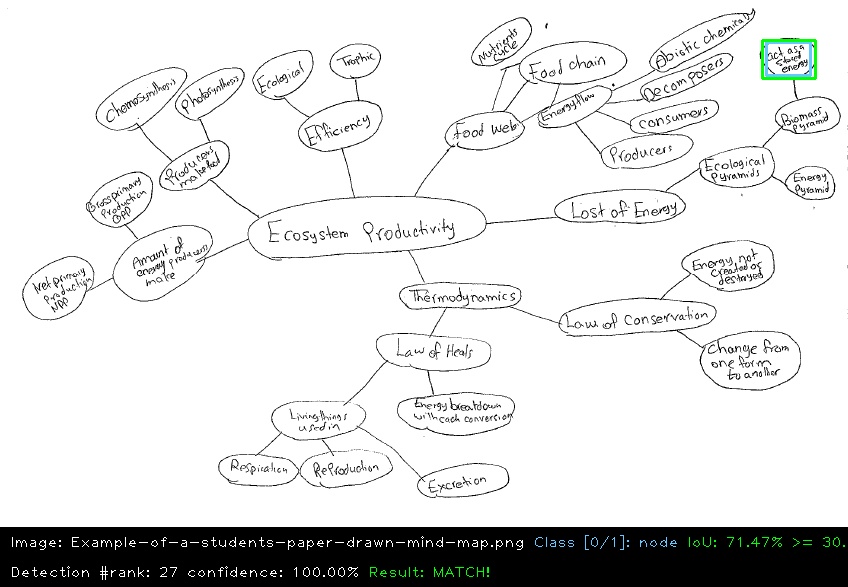 Nutrients
cycle
Food chain
Abiotic chemicals
act as a
stored
energy
Chemosynthesis
Photosynthesis
Ecological
Trophic
Decomposers
Energy flow
Efficiency
Food web
consumers
Biomass
Pyramid
Producers
make food
Producers
Ecological
Pyramids
Energy
Pyramid
Gross primary
Production
GPP
Lost of Energy
Ecosystem Productivity
Amount of
energy producers
make
Net primary
Production
NPP
Energy, not
created or
destroyed
Thermodynamics
Law of Conservation
Law of Heals
Change from
one form
to another
Living things
used in
Energy breakdown
with each conversion
Respiration
Reproduction
Excretion
Image: Example-of-a-students-paper-drawn-mind-map.png Class [0/1]: node IoU: 71.47% >= 30.
Detection #rank: 27 confidence: 100.00% Result: MATCH!